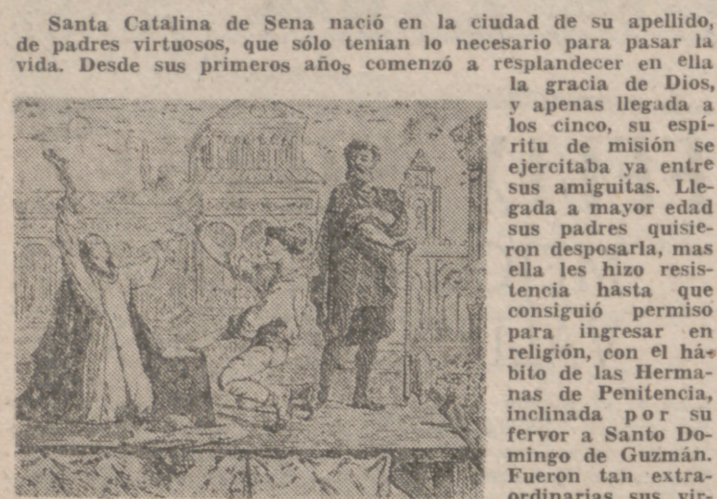 Santa Catalina de Sena nació en la ciudad de su apellido,
de padres virtuosos, que sólo tenían lo necesario para pasar la
vida. Desde sus primeros años comenzó a resplandecer en ella
la gracia de Dios,
y apenas llegada a
los cinco, su espí-
ritu de misión se
ejercitaba ya entre
sus amiguitas. Lle-
gada a mayor edad
sus padres quisie-
ron desposarla, mas
ella les hizo resis-
tencia hasta que
consiguió permiso
para ingresar en
religión, con el há-
bito de las Herma-
nas de Penitencia,
inclinada por su
fervor a Santo Do-
mingo de Guzmán.
Fueron tan extra-
ordinarias sus vir-